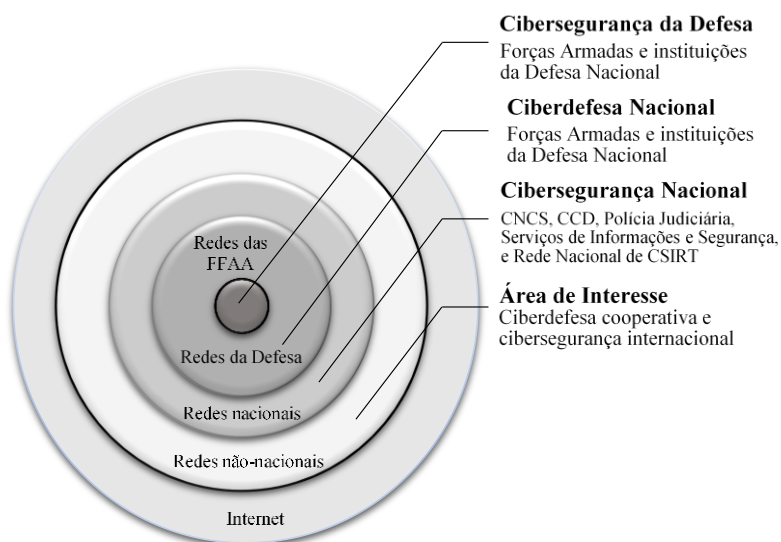 Cibersegurança da Defesa
Forças Armadas e instituições
da Defesa Nacional
Ciberdefesa Nacional
Forças Armadas e instituições
da Defesa Nacional
Cibersegurança Nacional
CNCS, CCD, Polícia Judiciária,
Serviços de Informações e Segurança,
e Rede Nacional de CSIRT
Área de Interesse
Ciberdefesa cooperativa e
cibersegurança internacional
Redes das
FFAA
Redes da Defesa
Redes nacionais
Redes não-nacionais
Internet